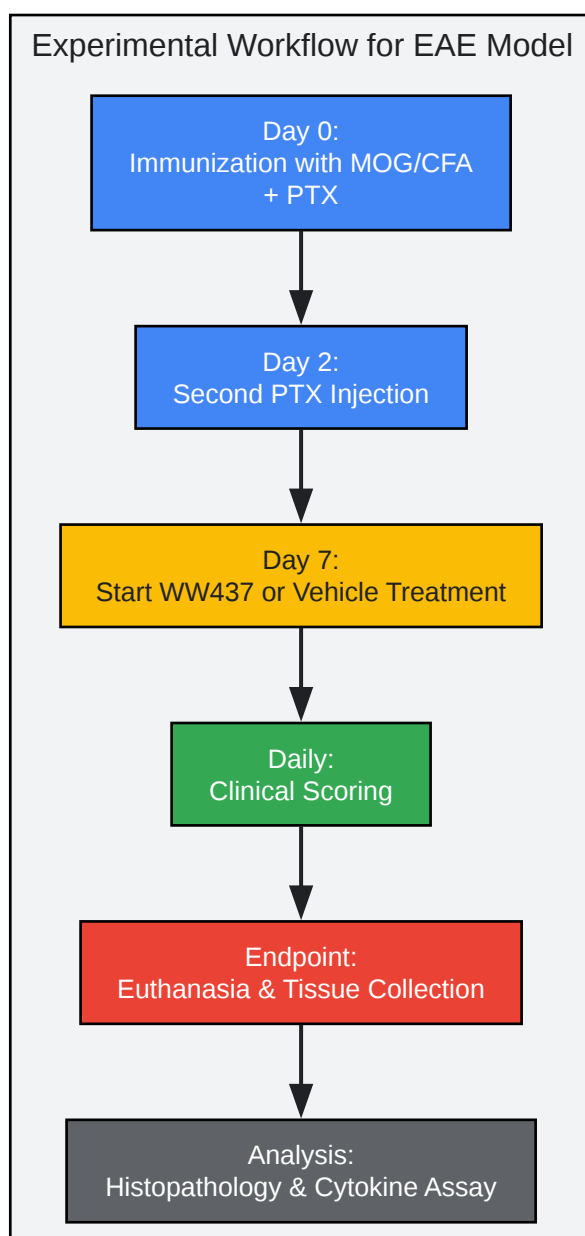 Experimental Workflow for EAE Model
Day 0:
Immunization with MOG/CFA
+ PTX
Day 2:
Second PTX Injection
Day 7:
Start WW437 or Vehicle Treatment
Daily:
Clinical Scoring
Endpoint:
Euthanasia & Tissue Collection
Analysis:
Histopathology & Cytokine Assay